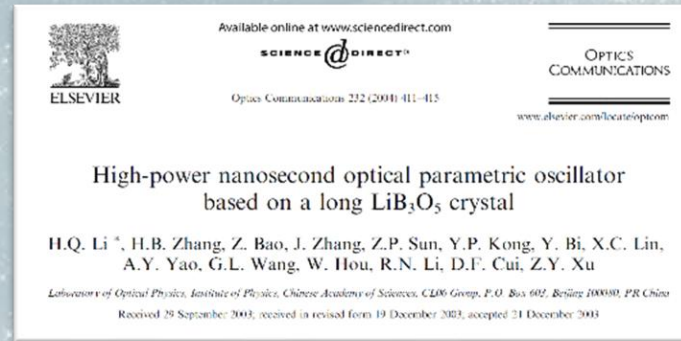 Available online at www.sciencedirect.com
SCIENCE @ DIRECT®
ELSEVIER
Optics Communications 232 (2004) 411–415
OPTICS
COMMUNICATIONS
www.elsevier.com/locate/optcom
High-power nanosecond optical parametric oscillator
based on a long LiB₃O₅ crystal
H.Q. Li *, H.B. Zhang, Z. Bao, J. Zhang, Z.P. Sun, Y.P. Kong, Y. Bi, X.C. Lin,
A.Y. Yao, G.L. Wang, W. Hou, R.N. Li, D.F. Cui, Z.Y. Xu
Laboratory of Optical Physics, Institute of Physics, Chinese Academy of Sciences, CL06 Group, P.O. Box 603, Beijing 100080, PR China
Received 29 September 2003; received in revised form 19 December 2003; accepted 21 December 2003